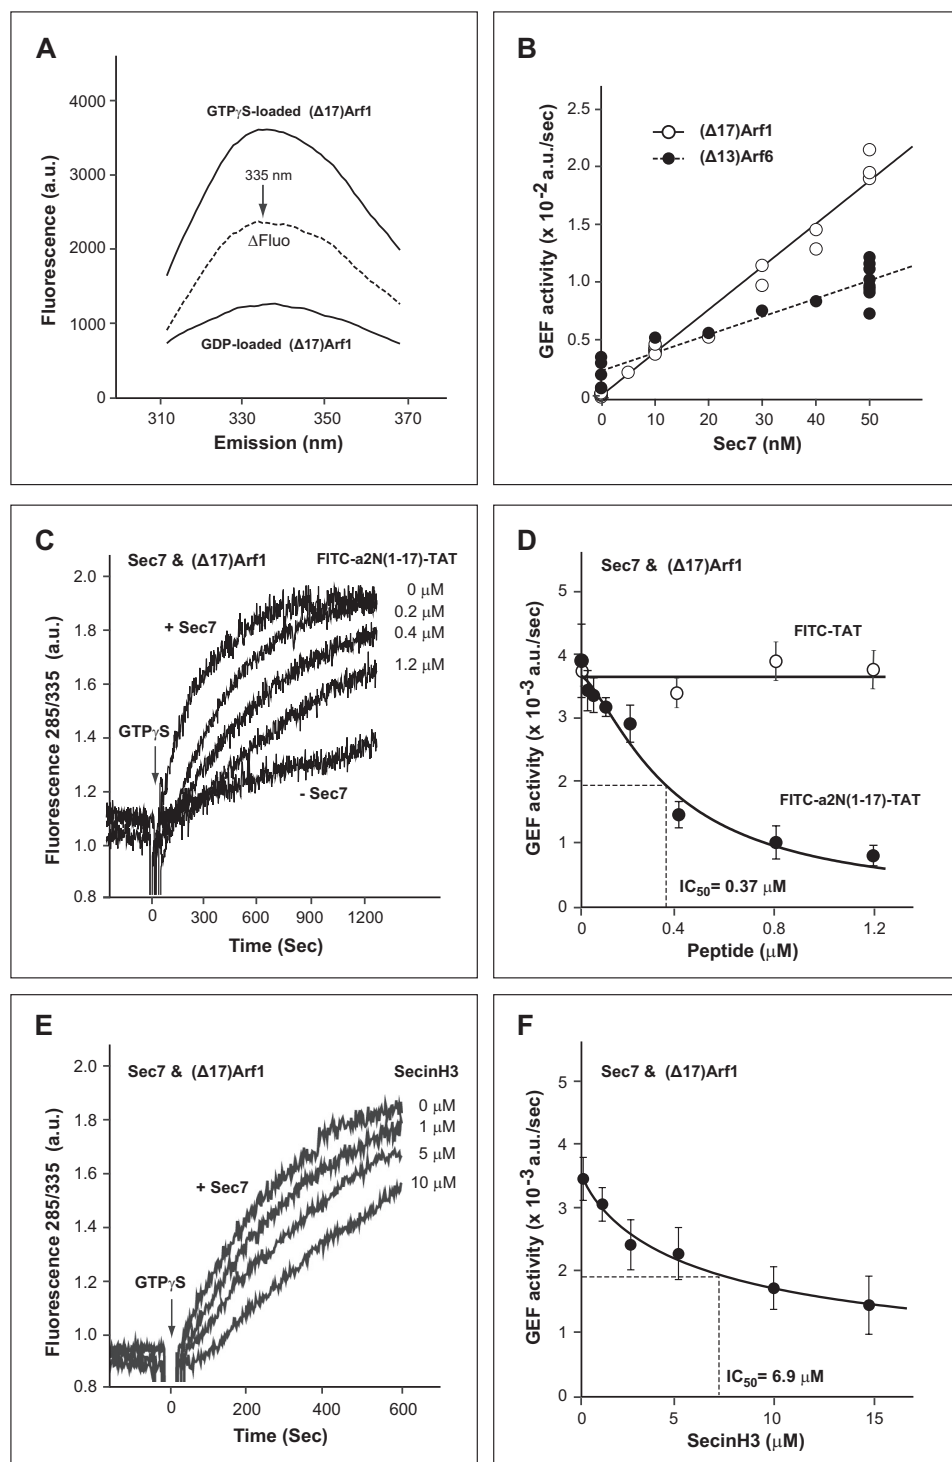 A
Fluorescence (a.u.)
4000
3000
2000
1000
0
GTPγS-loaded (Δ17)Arf1
335 nm
ΔFluo
GDP-loaded (Δ17)Arf1
310 330 350 370
Emission (nm)
B
GEF activity (x 10-2 a.u./sec)
2.5
2.0
1.5
1.0
0.5
0
(Δ17)Arf1
(Δ13)Arf6
0 10 20 30 40 50
Sec7 (nM)
C
Sec7 & (Δ17)Arf1
FITC-a2N(1-17)-TAT
Fluorescence 285/335 (a.u.)
2.0
1.8
1.6
1.4
1.2
1.0
0.8
0 μM
0.2 μM
0.4 μM
1.2 μM
+ Sec7
GTPγS
- Sec7
0 300 600 900 1200
Time (Sec)
D
Sec7 & (Δ17)Arf1
GEF activity (x 10-3 a.u./sec)
5
4
3
2
1
0
FITC-TAT
FITC-a2N(1-17)-TAT
IC50= 0.37 μM
0 0.4 0.8 1.2
Peptide (μM)
E
Sec7 & (Δ17)Arf1
SecinH3
Fluorescence 285/335 (a.u.)
2.0
1.8
1.6
1.4
1.2
1.0
0.8
0 μM
1 μM
5 μM
10 μM
+ Sec7
GTPγS
0 200 400 600
Time (Sec)
F
Sec7 & (Δ17)Arf1
GEF activity (x 10-3 a.u./sec)
5
4
3
2
1
0
IC50= 6.9 μM
0 5 10 15
SecinH3 (μM)